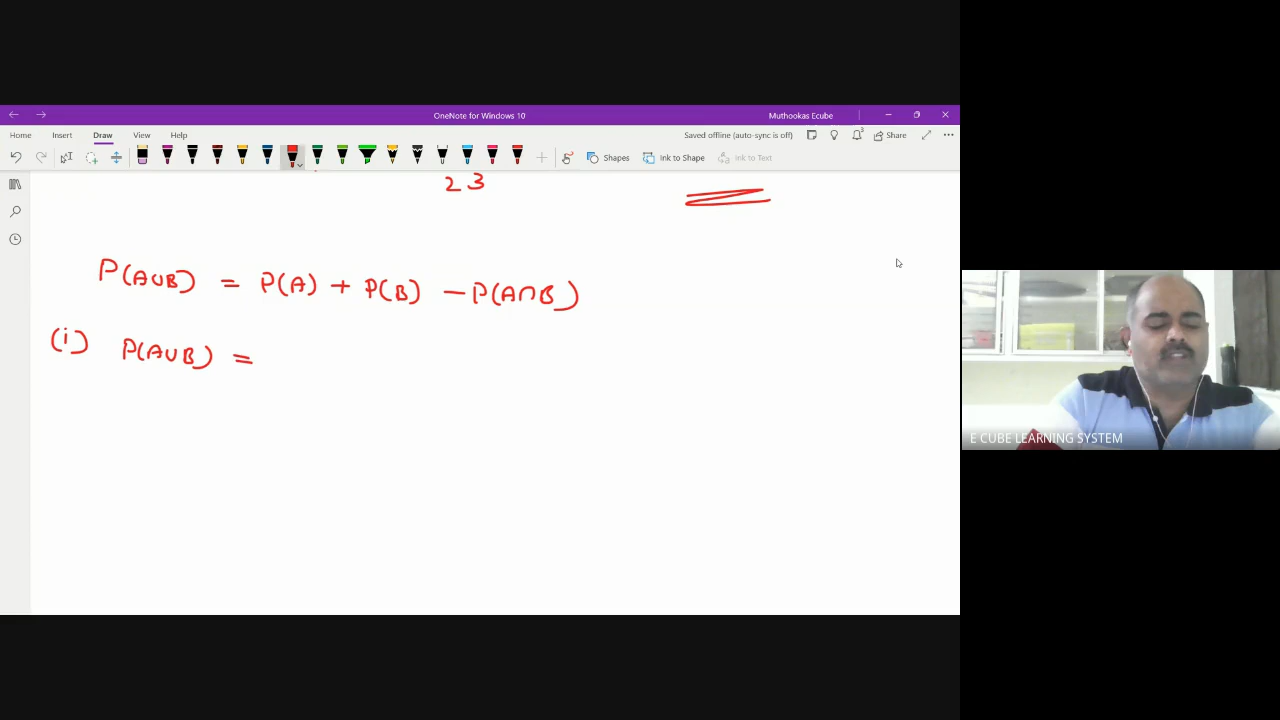 OneNote for Windows 10
Muthookas Ecube
Home Insert Draw View Help
Saved offline (auto-sync is off)
Share
Shapes
Ink to Shape
Ink to Text
23
P(A∪B) = P(A) + P(B) - P(A∩B)
(i) P(A∪B) =
E CUBE LEARNING SYSTEM